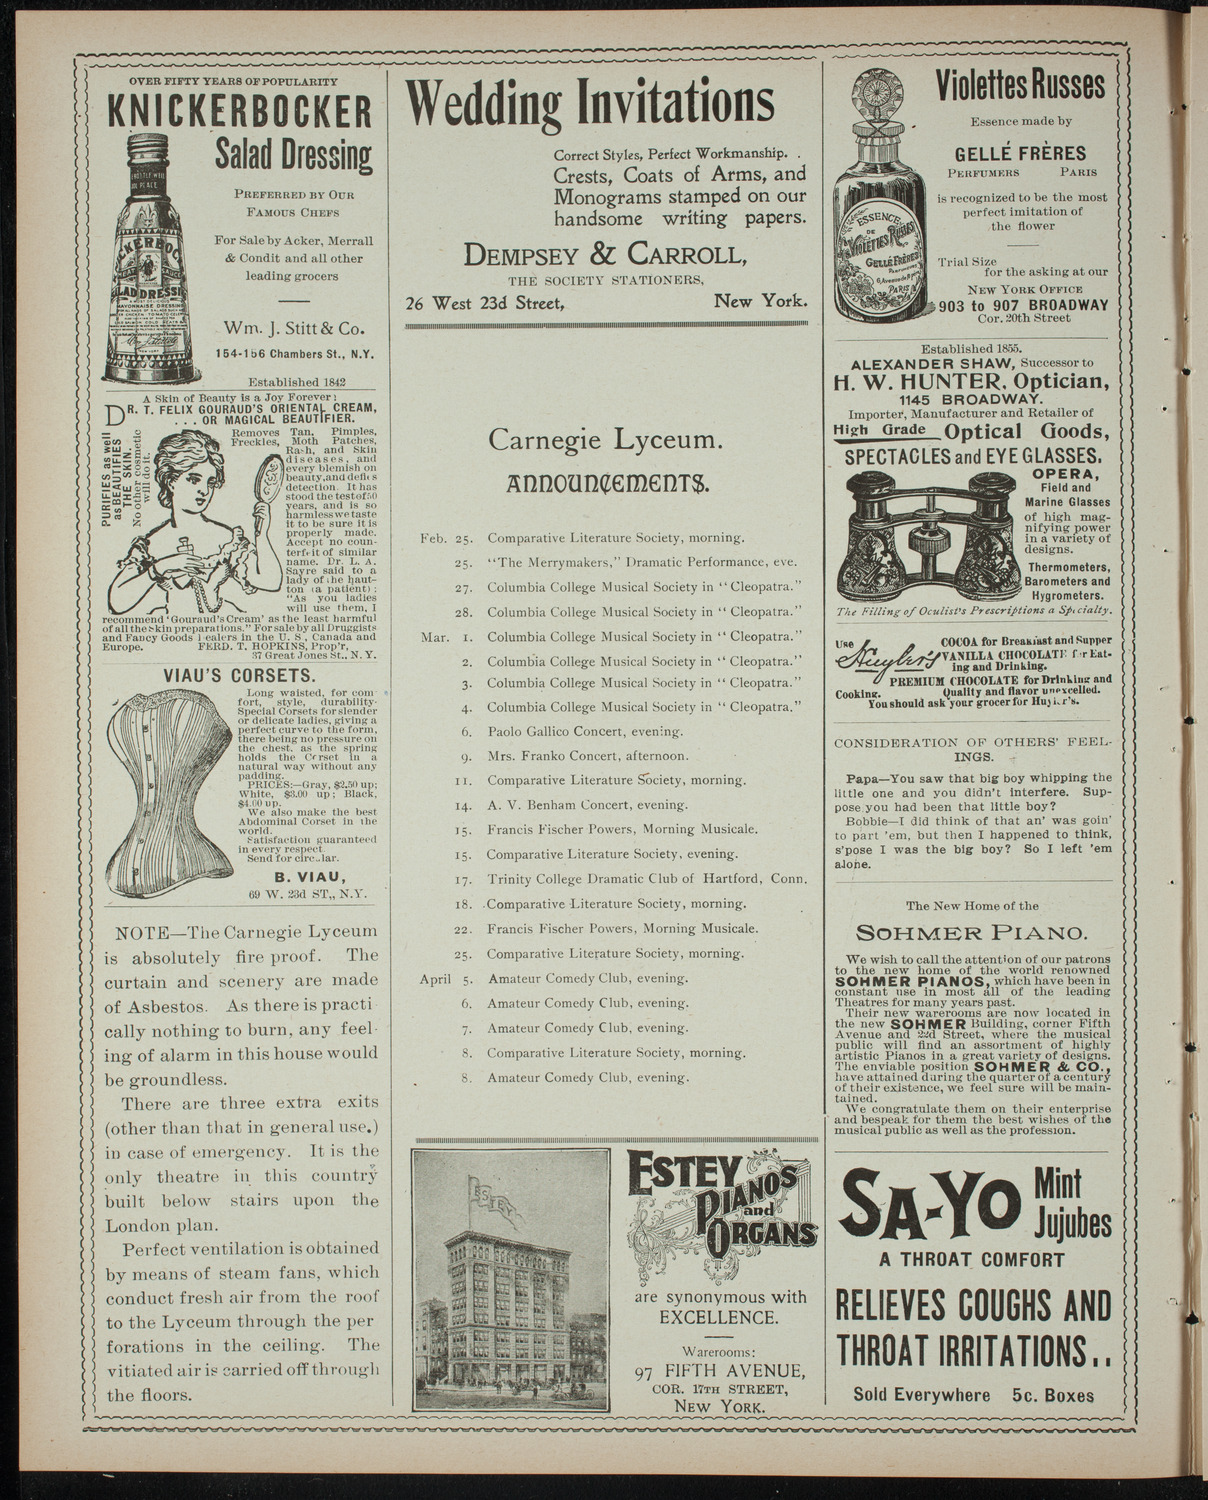 OVER FIFTY YEARS OF POPULARITY
KNICKERBOCKER
Salad Dressing
PREFERRED BY OUR
FAMOUS CHEFS
For Sale by Acker, Merrall
& Condit and all other
leading grocers
Wm. J. Stitt & Co.
154-156 Chambers St., N.Y.
Established 1842
A Skin of Beauty is a Joy Forever:
DR. T. FELIX GOURAUD'S ORIENTAL CREAM,
... OR MAGICAL BEAUTIFIER.
PURIFIES as well
as BEAUTIFIES
THE SKIN.
No other cosmetic
will do it.
Removes Tan, Pimples,
Freckles, Moth Patches,
Rash, and Skin
diseases, and
every blemish on
beauty, and defies
detection. It has
stood the test of 50
years, and is so
harmless we taste
it to be sure it is
properly made.
Accept no coun-
terfeit of similar
name. Dr. L. A.
Sayre said to a
lady of the haut-
ton (a patient):
"As you ladies
will use them, I
recommend 'Gouraud's Cream' as the least harmful
of all the skin preparations." For sale by all Druggists
and Fancy Goods Dealers in the U. S, Canada and
Europe. FERD. T. HOPKINS, Prop'r,
37 Great Jones St., N. Y.
VIAU'S CORSETS.
Long waisted, for com
fort, style, durability-
Special Corsets for slender
or delicate ladies, giving a
perfect curve to the form,
there being no pressure on
the chest, as the spring
holds the Corset in a
natural way without any
padding.
PRICES:—Gray, $2.50 up;
White, $3.00 up; Black,
$4.00 up.
We also make the best
Abdominal Corset in the
world.
Satisfaction guaranteed
in every respect
Send for circular.
B. VIAU,
69 W. 23d ST,, N.Y.
NOTE—The Carnegie Lyceum
is absolutely fire proof. The
curtain and scenery are made
of Asbestos. As there is practi
cally nothing to burn, any feel-
ing of alarm in this house would
be groundless.
There are three extra exits
(other than that in general use.)
in case of emergency. It is the
only theatre in this country
built below stairs upon the
London plan.
Perfect ventilation is obtained
by means of steam fans, which
conduct fresh air from the roof
to the Lyceum through the per
forations in the ceiling. The
vitiated air is carried off through
the floors.
Wedding Invitations
Correct Styles, Perfect Workmanship. .
Crests, Coats of Arms, and
Monograms stamped on our
handsome writing papers.
DEMPSEY & CARROLL,
THE SOCIETY STATIONERS,
26 West 23d Street, New York.
Carnegie Lyceum.
ANNOUNCEMENTS.
Feb. 25. Comparative Literature Society, morning.
25. "The Merrymakers," Dramatic Performance, eve.
27. Columbia College Musical Society in "Cleopatra."
28. Columbia College Musical Society in "Cleopatra."
Mar. 1. Columbia College Musical Society in "Cleopatra."
2. Columbia College Musical Society in "Cleopatra."
3. Columbia College Musical Society in "Cleopatra."
4. Columbia College Musical Society in "Cleopatra."
6. Paolo Gallico Concert, evening.
9. Mrs. Franko Concert, afternoon.
11. Comparative Literature Society, morning.
14. A. V. Benham Concert, evening.
15. Francis Fischer Powers, Morning Musicale.
15. Comparative Literature Society, evening.
17. Trinity College Dramatic Club of Hartford, Conn.
18. Comparative Literature Society, morning.
22. Francis Fischer Powers, Morning Musicale.
25. Comparative Literature Society, morning.
April 5. Amateur Comedy Club, evening.
6. Amateur Comedy Club, evening.
7. Amateur Comedy Club, evening.
8. Comparative Literature Society, morning.
8. Amateur Comedy Club, evening.
ESTEY
ESTEY
PIANOS
and
ORGANS
are synonymous with
EXCELLENCE.
Warerooms:
97 FIFTH AVENUE,
COR. 17TH STREET,
NEW YORK.
Violettes Russes
Essence made by
GELLÉ FRÈRES
PERFUMERS PARIS
is recognized to be the most
perfect imitation of
the flower
Trial Size
for the asking at our
NEW YORK OFFICE
903 to 907 BROADWAY
Cor. 20th Street
ESSENCE
DE
VIOLETTES RUSSES
GELLÉ FRÈRES
PARIS
Established 1855.
ALEXANDER SHAW, Successor to
H. W. HUNTER, Optician,
1145 BROADWAY.
Importer, Manufacturer and Retailer of
High Grade Optical Goods,
SPECTACLES and EYE GLASSES.
OPERA,
Field and
Marine Glasses
of high mag-
nifying power
in a variety of
designs.
Thermometers,
Barometers and
Hygrometers.
The Filling of Oculist's Prescriptions a Specialty.
Use Huyler's COCOA for Breakfast and Supper
VANILLA CHOCOLATE for Eat-
ing and Drinking.
PREMIUM CHOCOLATE for Drinking and
Cooking. Quality and flavor unexcelled.
You should ask your grocer for Huyler's.
CONSIDERATION OF OTHERS' FEEL-
INGS.
Papa—You saw that big boy whipping the
little one and you didn't interfere. Sup-
pose you had been that little boy?
Bobbie—I did think of that an' was goin'
to part 'em, but then I happened to think,
s'pose I was the big boy? So I left 'em
alone.
The New Home of the
SOHMER PIANO.
We wish to call the attention of our patrons
to the new home of the world renowned
SOHMER PIANOS, which have been in
constant use in most all of the leading
Theatres for many years past.
Their new warerooms are now located in
the new SOHMER Building, corner Fifth
Avenue and 22d Street, where the musical
public will find an assortment of highly
artistic Pianos in a great variety of designs.
The enviable position SOHMER & CO.,
have attained during the quarter of a century
of their existence, we feel sure will be main-
tained.
We congratulate them on their enterprise
and bespeak for them the best wishes of the
musical public as well as the profession.
SA-YO Mint
Jujubes
A THROAT COMFORT
RELIEVES COUGHS AND
THROAT IRRITATIONS..
Sold Everywhere 5c. Boxes